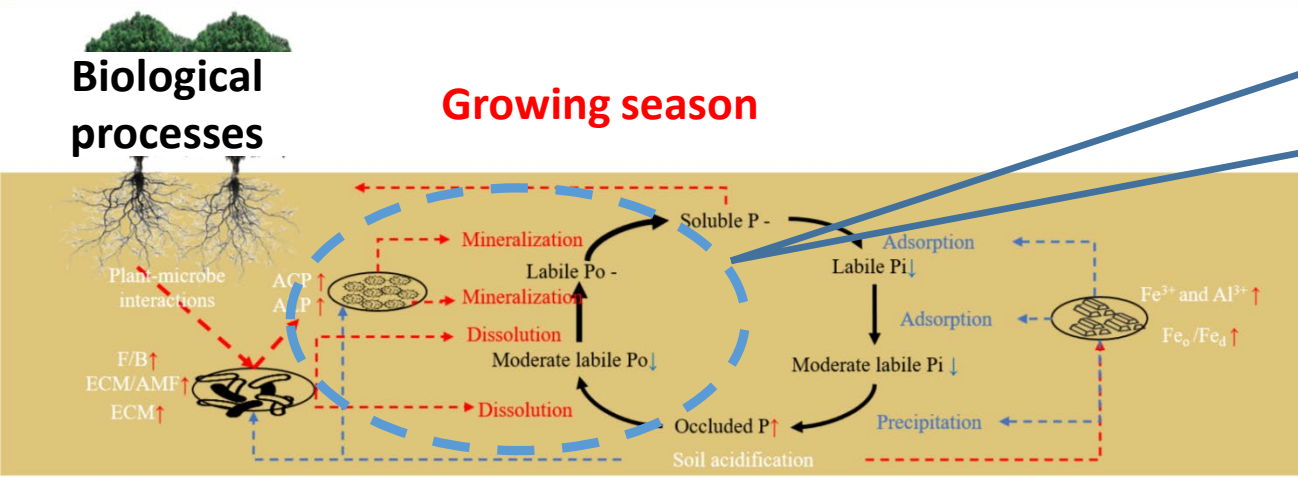 Biological
processes
Growing season
Soluble P -
Mineralization
Adsorption
Labile Po -
Labile Pi↓
Plant-microbe
interactions
ACP ↑
ALP ↑
Mineralization
Fe³⁺ and Al³⁺ ↑
Adsorption
Dissolution
Feₒ /Fe_d ↑
F/B↑
Moderate labile Po↓
Moderate labile Pi ↓
ECM/AMF↑
ECM↑
Dissolution
Occluded P↑
Precipitation
Soil acidification